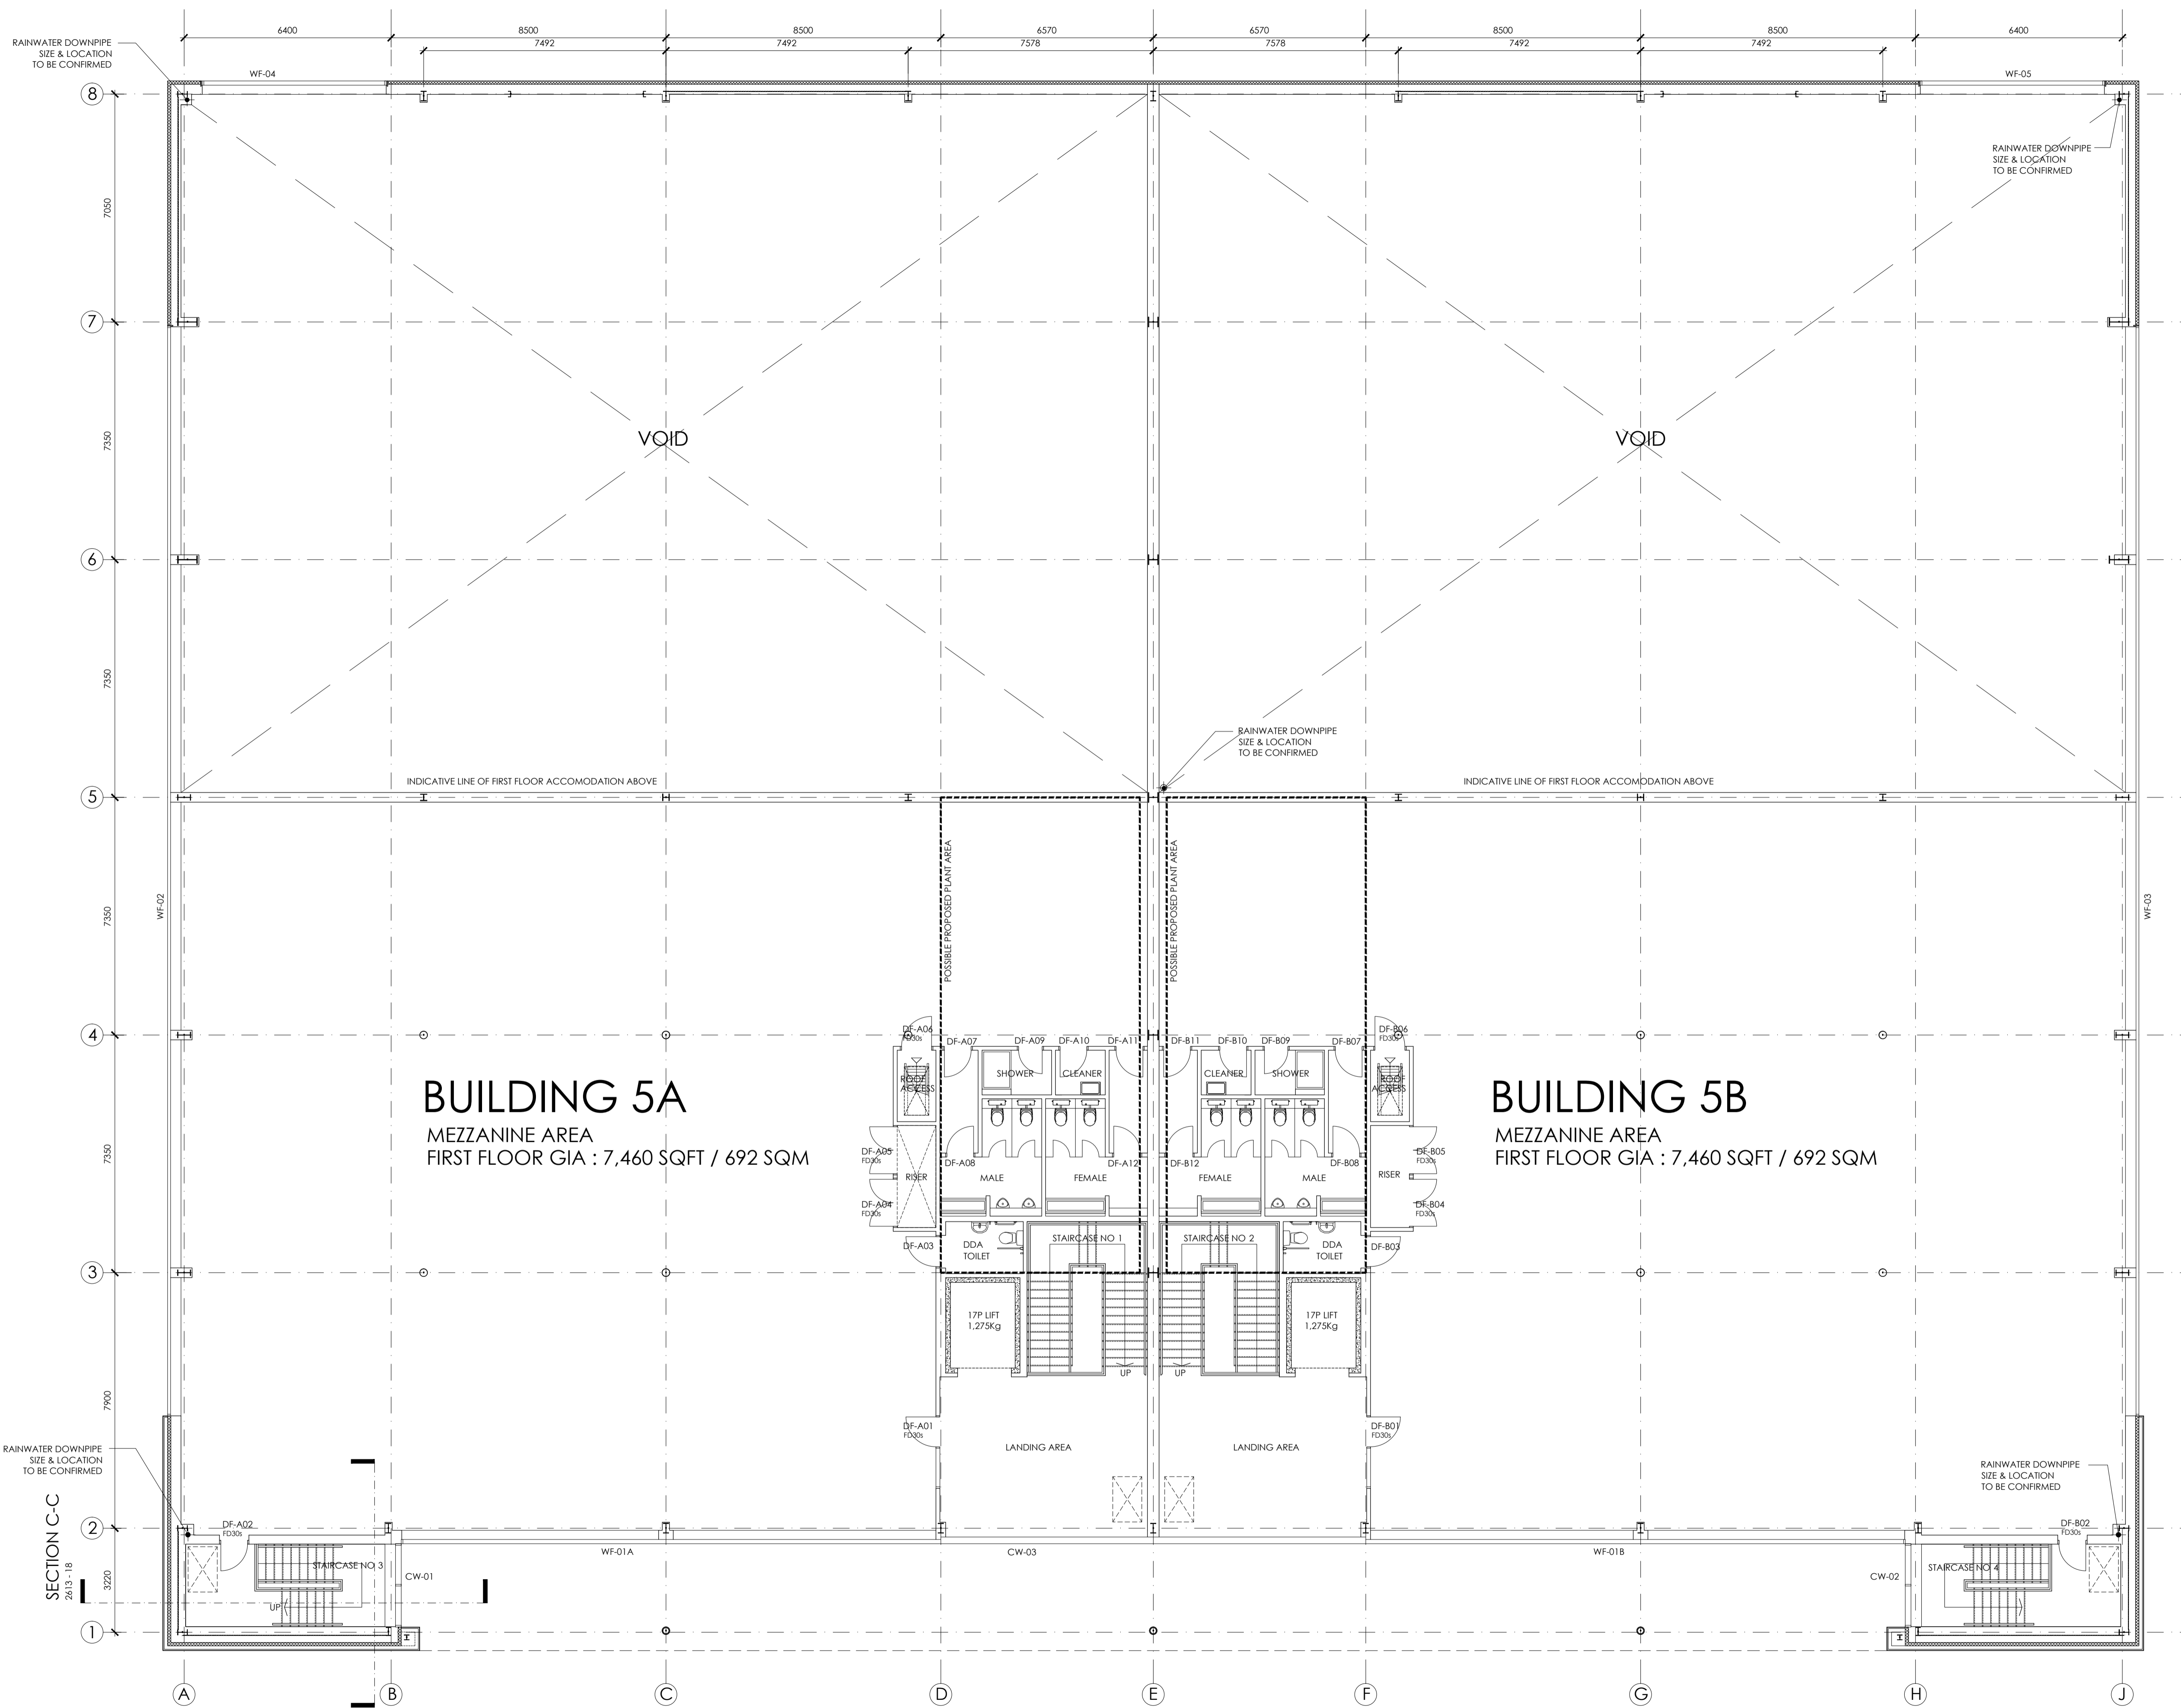 6400
8500
8500
6570
6570
8500
8500
6400
7492
7492
7578
7578
7492
7492
RAINWATER DOWNPIPE
SIZE & LOCATION
TO BE CONFIRMED
WF-04
WF-05
8
RAINWATER DOWNPIPE
SIZE & LOCATION
TO BE CONFIRMED
7050
7
7350
VOID
VOID
6
7350
RAINWATER DOWNPIPE
SIZE & LOCATION
TO BE CONFIRMED
INDICATIVE LINE OF FIRST FLOOR ACCOMODATION ABOVE
INDICATIVE LINE OF FIRST FLOOR ACCOMODATION ABOVE
5
WF-02
7350
POSSIBLE PROPOSED PLANT AREA
POSSIBLE PROPOSED PLANT AREA
WF-03
4
DF-A06
FD30s
DF-A07
DF-A09
DF-A10
DF-A11
DF-B11
DF-B10
DF-B09
DF-B07
DF-B06
FD30s
ROOF
ACCESS
SHOWER
CLEANER
CLEANER
SHOWER
ROOF
ACCESS
BUILDING 5A
MEZZANINE AREA
FIRST FLOOR GIA : 7,460 SQFT / 692 SQM
BUILDING 5B
MEZZANINE AREA
FIRST FLOOR GIA : 7,460 SQFT / 692 SQM
7350
DF-A05
FD30s
DF-A08
DF-A12
DF-B12
DF-B08
DF-B05
FD30s
RISER
MALE
FEMALE
FEMALE
MALE
RISER
DF-A04
FD30s
DF-B04
FD30s
DF-A03
DDA
TOILET
STAIRCASE NO 1
STAIRCASE NO 2
DDA
TOILET
DF-B03
3
17P LIFT
1,275Kg
17P LIFT
1,275Kg
UP
UP
7900
DF-A01
FD30s
DF-B01
FD30s
LANDING AREA
LANDING AREA
RAINWATER DOWNPIPE
SIZE & LOCATION
TO BE CONFIRMED
RAINWATER DOWNPIPE
SIZE & LOCATION
TO BE CONFIRMED
SECTION C-C
2613 - 18
2
DF-A02
FD30s
DF-B02
FD30s
WF-01A
CW-03
WF-01B
STAIRCASE NO 3
CW-01
CW-02
STAIRCASE NO 4
3220
UP
1
A
B
C
D
E
F
G
H
J